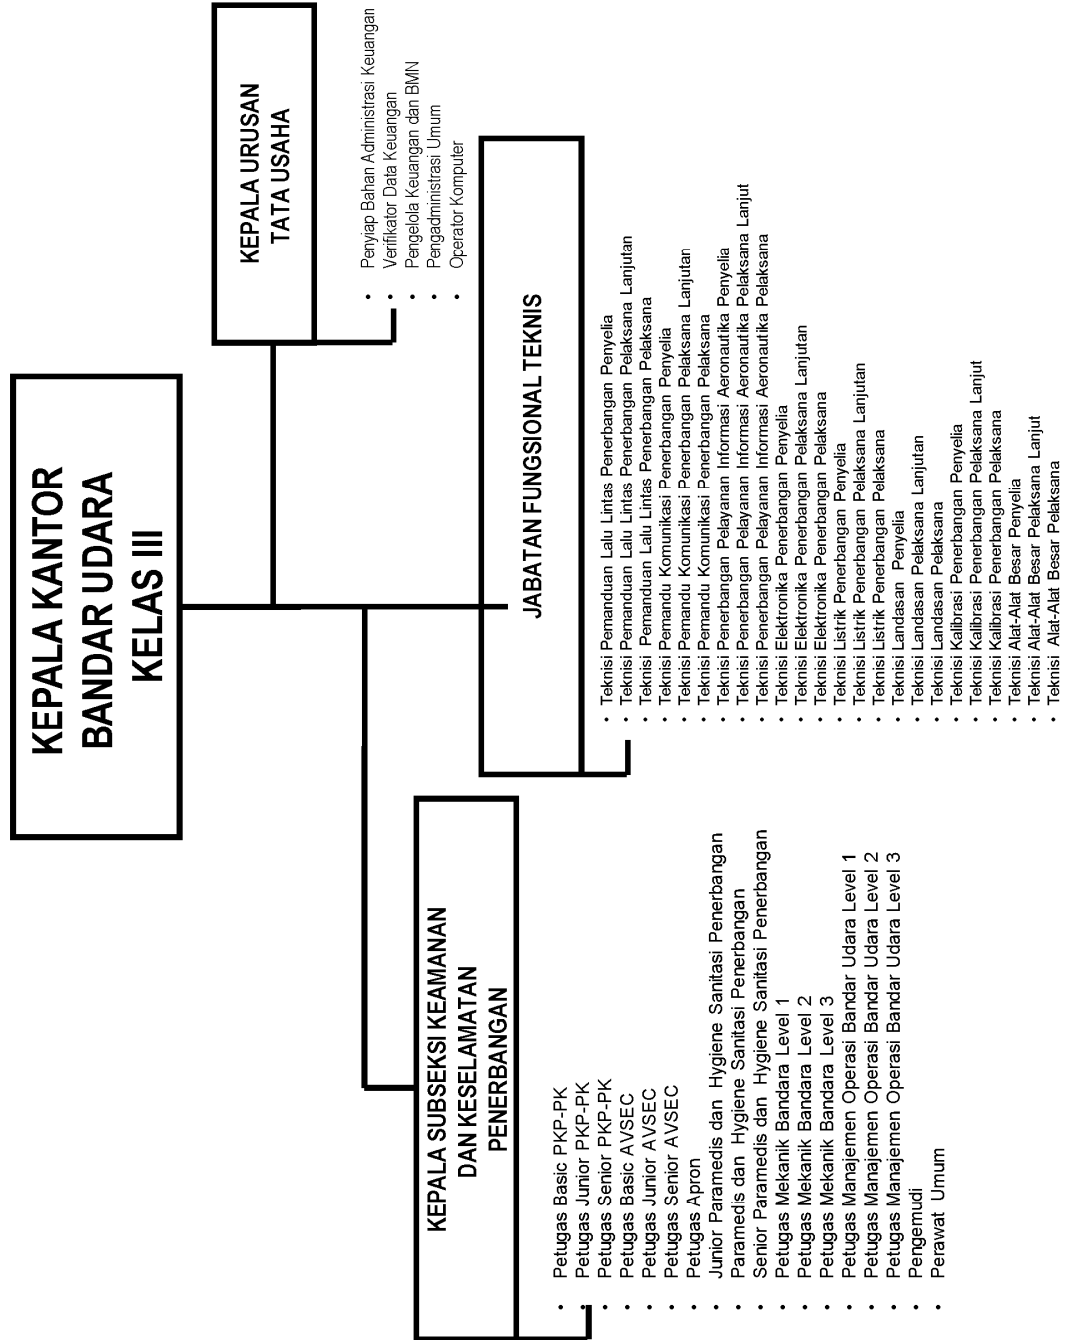 KEPALA KANTOR
BANDAR UDARA
KELAS III
KEPALA URUSAN
TATA USAHA
• Penyiap Bahan Administrasi Keuangan
• Verifikator Data Keuangan
• Pengelola Keuangan dan BMN
• Pengadministrasi Umum
• Operator Komputer
KEPALA SUBSEKSI KEAMANAN
DAN KESELAMATAN
PENERBANGAN
• Petugas Basic PKP-PK
• Petugas Junior PKP-PK
• Petugas Senior PKP-PK
• Petugas Basic AVSEC
• Petugas Junior AVSEC
• Petugas Senior AVSEC
• Petugas Apron
• Junior Paramedis dan Hygiene Sanitasi Penerbangan
• Paramedis dan Hygiene Sanitasi Penerbangan
• Senior Paramedis dan Hygiene Sanitasi Penerbangan
• Petugas Mekanik Bandara Level 1
• Petugas Mekanik Bandara Level 2
• Petugas Mekanik Bandara Level 3
• Petugas Manajemen Operasi Bandar Udara Level 1
• Petugas Manajemen Operasi Bandar Udara Level 2
• Petugas Manajemen Operasi Bandar Udara Level 3
• Pengemudi
• Perawat Umum
JABATAN FUNGSIONAL TEKNIS
• Teknisi Pemanduan Lalu Lintas Penerbangan Penyelia
• Teknisi Pemanduan Lalu Lintas Penerbangan Pelaksana Lanjutan
• Teknisi Pemanduan Lalu Lintas Penerbangan Pelaksana
• Teknisi Pemandu Komunikasi Penerbangan Penyelia
• Teknisi Pemandu Komunikasi Penerbangan Pelaksana Lanjutan
• Teknisi Pemandu Komunikasi Penerbangan Pelaksana
• Teknisi Penerbangan Pelayanan Informasi Aeronautika Penyelia
• Teknisi Penerbangan Pelayanan Informasi Aeronautika Pelaksana Lanjut
• Teknisi Penerbangan Pelayanan Informasi Aeronautika Pelaksana
• Teknisi Elektronika Penerbangan Penyelia
• Teknisi Elektronika Penerbangan Pelaksana Lanjutan
• Teknisi Elektronika Penerbangan Pelaksana
• Teknisi Listrik Penerbangan Penyelia
• Teknisi Listrik Penerbangan Pelaksana Lanjutan
• Teknisi Listrik Penerbangan Pelaksana
• Teknisi Landasan Penyelia
• Teknisi Landasan Pelaksana Lanjutan
• Teknisi Landasan Pelaksana
• Teknisi Kalibrasi Penerbangan Penyelia
• Teknisi Kalibrasi Penerbangan Pelaksana Lanjut
• Teknisi Kalibrasi Penerbangan Pelaksana
• Teknisi Alat-Alat Besar Penyelia
• Teknisi Alat-Alat Besar Pelaksana Lanjut
• Teknisi Alat-Alat Besar Pelaksana